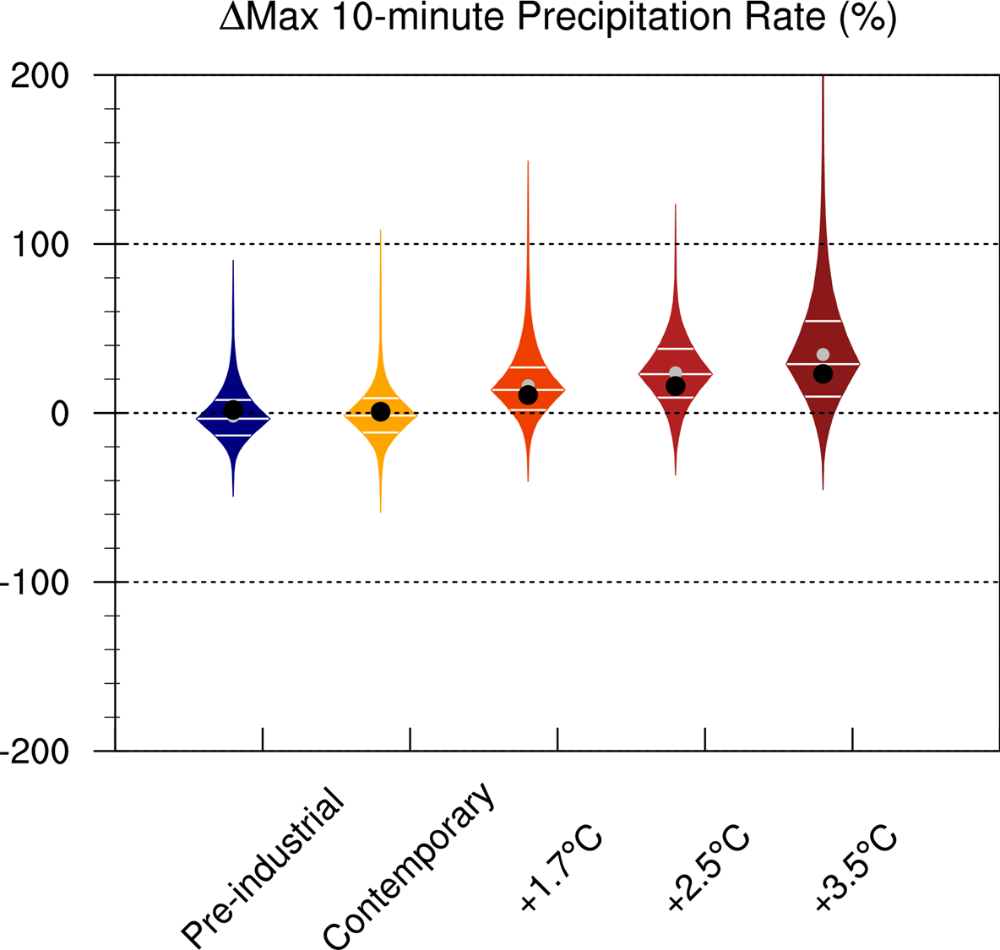 ΔMax 10-minute Precipitation Rate (%)
200
100
0
-100
-200
Pre-industrial
Contemporary
+1.7°C
+2.5°C
+3.5°C